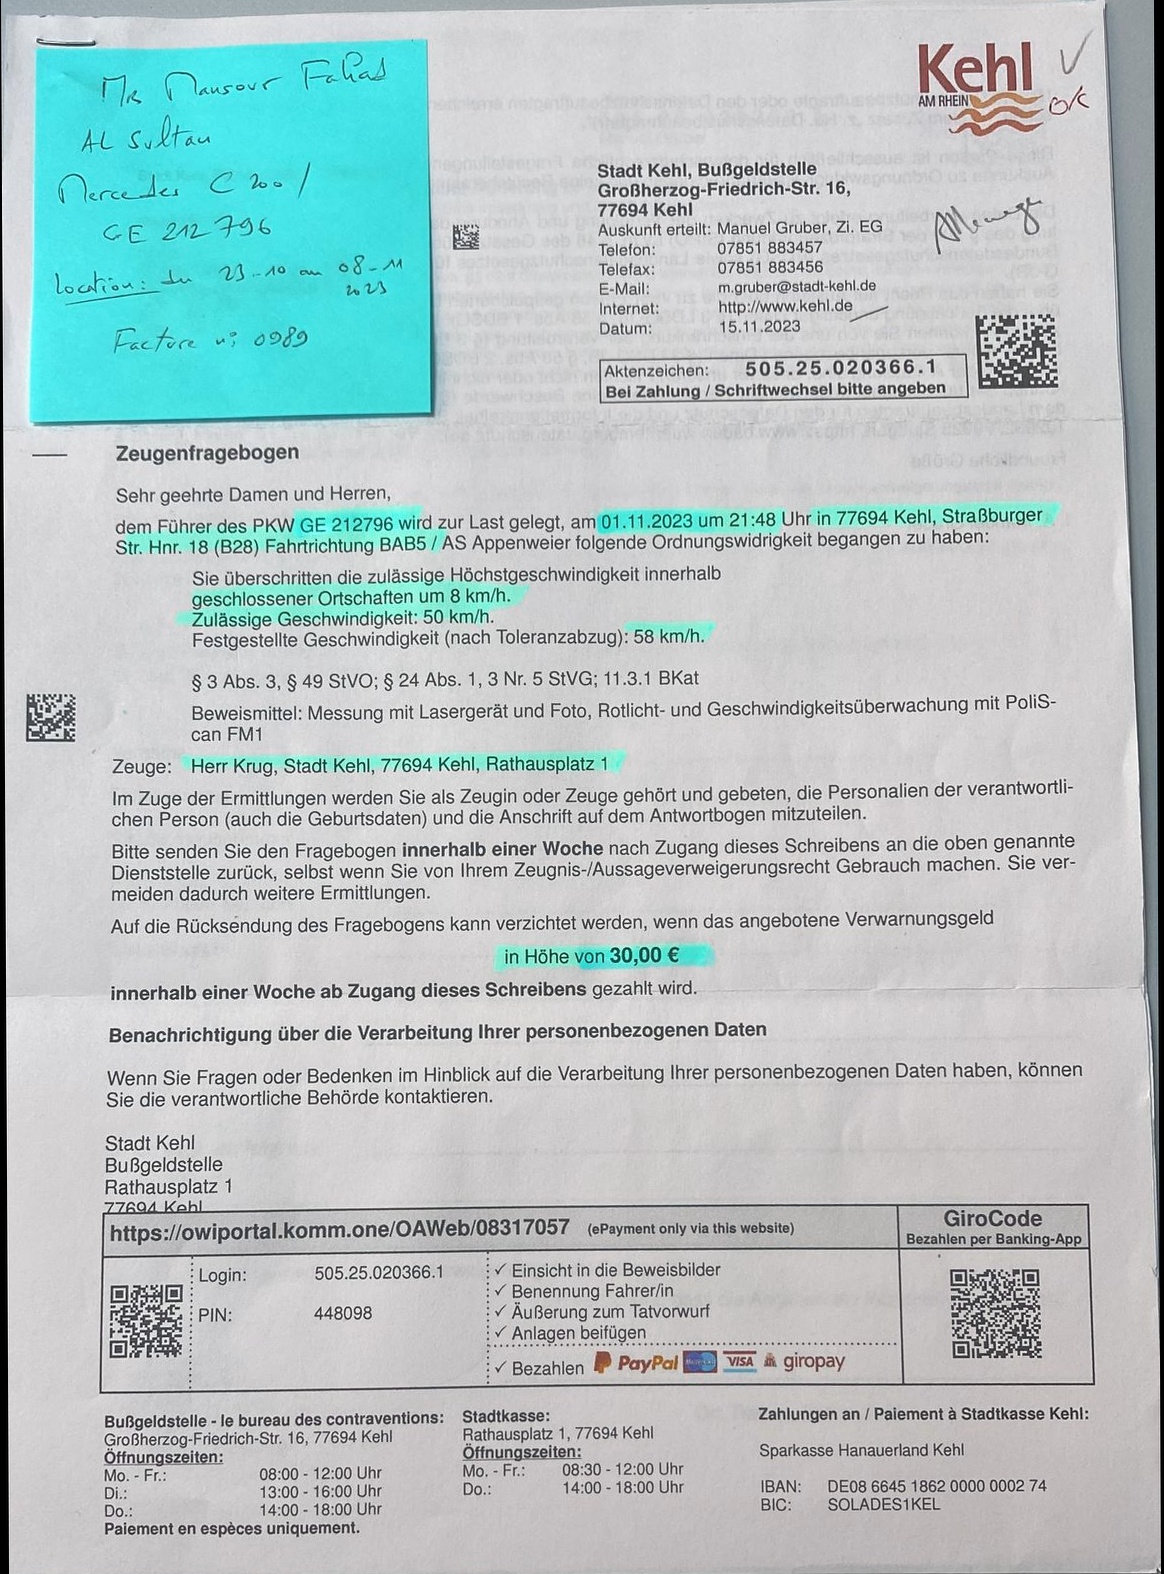 Mr Mansour Fahad
AL Sultan
Mercedes C 200 /
GE 212796
Location: du 23-10 au 08-11
2023
Facture n: 0989
Kehl
AM RHEIN
OK
Stadt Kehl, Bußgeldstelle
Großherzog-Friedrich-Str. 16,
77694 Kehl
Auskunft erteilt: Manuel Gruber, Zi. EG
Telefon: 07851 883457
Telefax: 07851 883456
E-Mail: m.gruber@stadt-kehl.de
Internet: http://www.kehl.de
Datum: 15.11.2023
Aktenzeichen: 505.25.020366.1
Bei Zahlung / Schriftwechsel bitte angeben
Zeugenfragebogen
Sehr geehrte Damen und Herren,
dem Führer des PKW GE 212796 wird zur Last gelegt, am 01.11.2023 um 21:48 Uhr in 77694 Kehl, Straßburger
Str. Hnr. 18 (B28) Fahrtrichtung BAB5 / AS Appenweier folgende Ordnungswidrigkeit begangen zu haben:
Sie überschritten die zulässige Höchstgeschwindigkeit innerhalb
geschlossener Ortschaften um 8 km/h.
Zulässige Geschwindigkeit: 50 km/h.
Festgestellte Geschwindigkeit (nach Toleranzabzug): 58 km/h.
§ 3 Abs. 3, § 49 StVO; § 24 Abs. 1, 3 Nr. 5 StVG; 11.3.1 BKat
Beweismittel: Messung mit Lasergerät und Foto, Rotlicht- und Geschwindigkeitsüberwachung mit PoliS-
can FM1
Zeuge: Herr Krug, Stadt Kehl, 77694 Kehl, Rathausplatz 1
Im Zuge der Ermittlungen werden Sie als Zeugin oder Zeuge gehört und gebeten, die Personalien der verantwortli-
chen Person (auch die Geburtsdaten) und die Anschrift auf dem Antwortbogen mitzuteilen.
Bitte senden Sie den Fragebogen innerhalb einer Woche nach Zugang dieses Schreibens an die oben genannte
Dienststelle zurück, selbst wenn Sie von Ihrem Zeugnis-/Aussageverweigerungsrecht Gebrauch machen. Sie ver-
meiden dadurch weitere Ermittlungen.
Auf die Rücksendung des Fragebogens kann verzichtet werden, wenn das angebotene Verwarnungsgeld
in Höhe von 30,00 €
innerhalb einer Woche ab Zugang dieses Schreibens gezahlt wird.
Benachrichtigung über die Verarbeitung Ihrer personenbezogenen Daten
Wenn Sie Fragen oder Bedenken im Hinblick auf die Verarbeitung Ihrer personenbezogenen Daten haben, können
Sie die verantwortliche Behörde kontaktieren.
Stadt Kehl
Bußgeldstelle
Rathausplatz 1
77694 Kehl
https://owiportal.komm.one/OAWeb/08317057 (ePayment only via this website)
GiroCode
Bezahlen per Banking-App
Login: 505.25.020366.1
PIN: 448098
✓ Einsicht in die Beweisbilder
✓ Benennung Fahrer/in
✓ Äußerung zum Tatvorwurf
✓ Anlagen beifügen
✓ Bezahlen PayPal VISA giropay
Bußgeldstelle - le bureau des contraventions:
Großherzog-Friedrich-Str. 16, 77694 Kehl
Öffnungszeiten:
Mo. - Fr.: 08:00 - 12:00 Uhr
Di.: 13:00 - 16:00 Uhr
Do.: 14:00 - 18:00 Uhr
Paiement en espèces uniquement.
Stadtkasse:
Rathausplatz 1, 77694 Kehl
Öffnungszeiten:
Mo. - Fr.: 08:30 - 12:00 Uhr
Do.: 14:00 - 18:00 Uhr
Zahlungen an / Paiement à Stadtkasse Kehl:
Sparkasse Hanauerland Kehl
IBAN: DE08 6645 1862 0000 0002 74
BIC: SOLADES1KEL